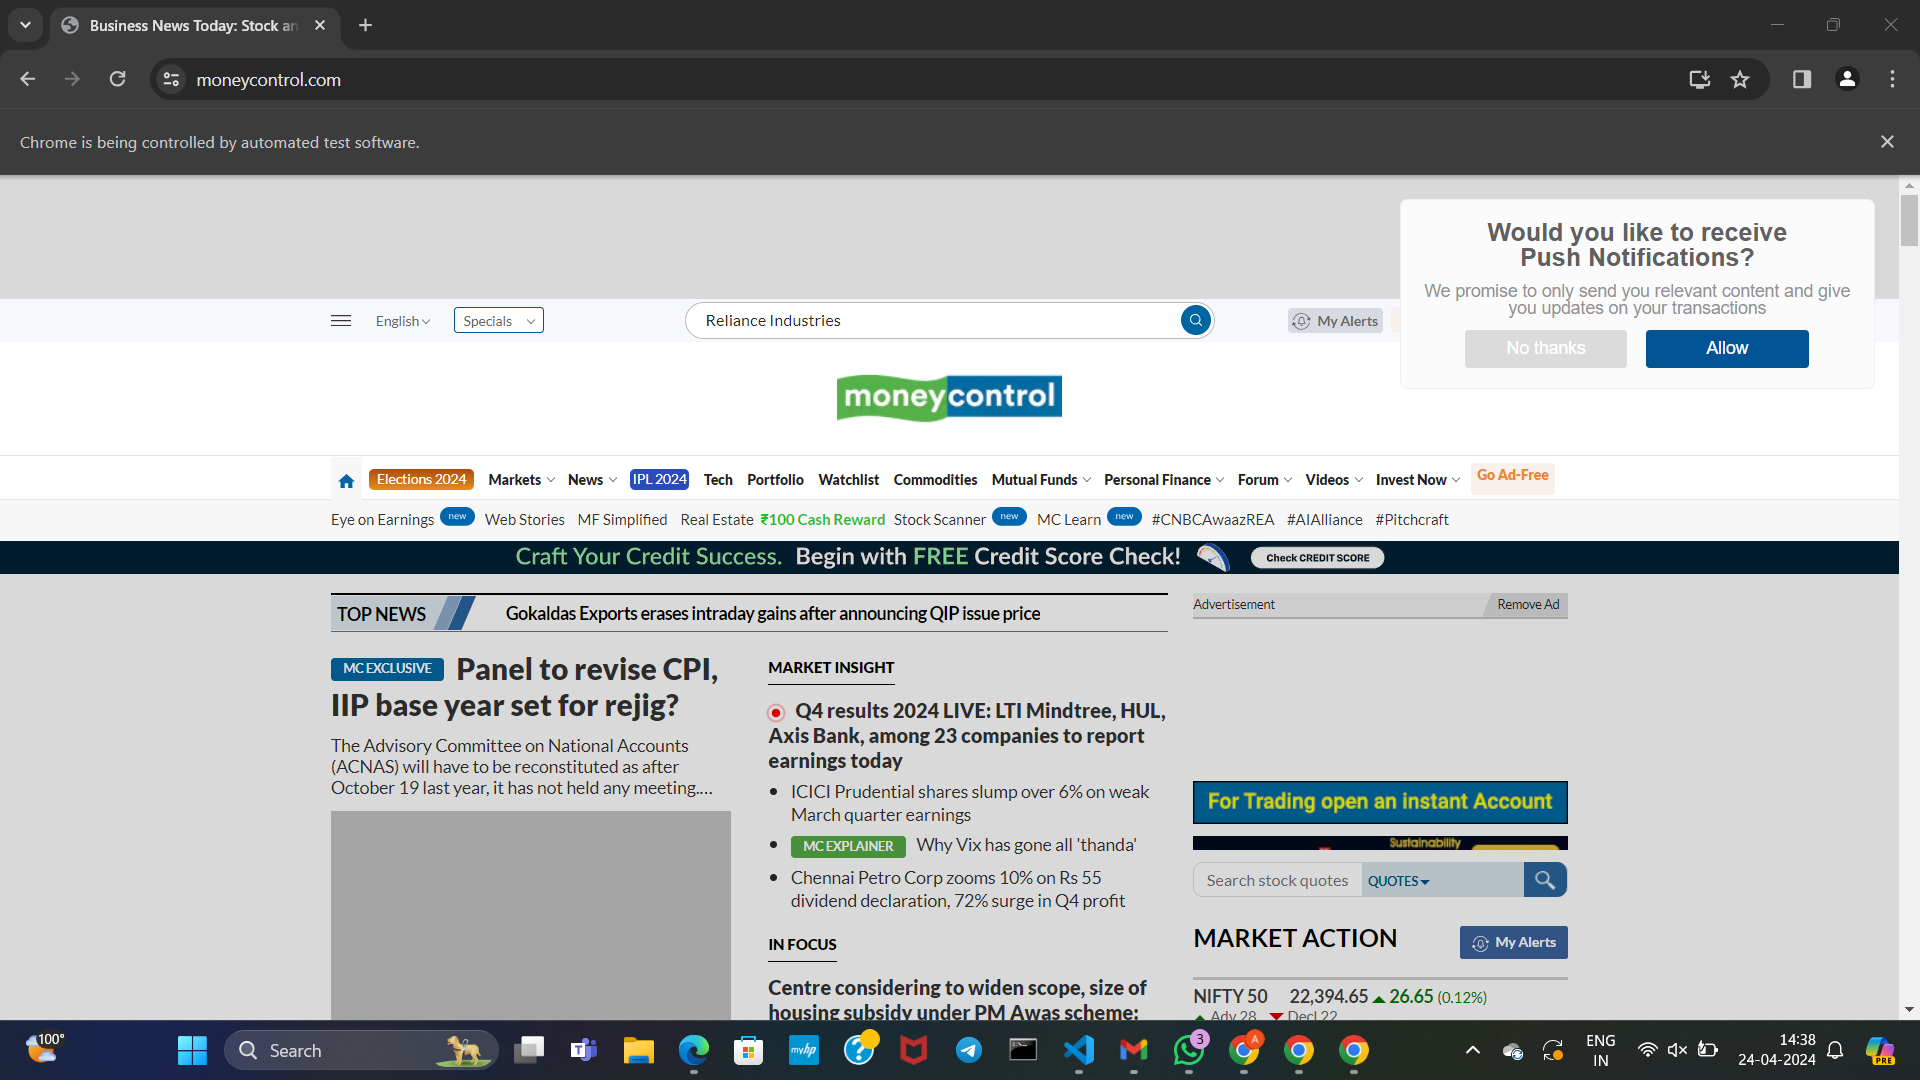 Business News Today: Stock an
moneycontrol.com
Chrome is being controlled by automated test software.
Would you like to receive
Push Notifications?
We promise to only send you relevant content and give
you updates on your transactions
No thanks
Allow
English
Specials
Reliance Industries
My Alerts
moneycontrol
Elections 2024 Markets News IPL 2024 Tech Portfolio Watchlist Commodities Mutual Funds Personal Finance Forum Videos Invest Now Go Ad-Free
Eye on Earnings new Web Stories MF Simplified Real Estate ₹100 Cash Reward Stock Scanner new MC Learn new #CNBCAwaazREA #AIAlliance #Pitchcraft
Craft Your Credit Success. Begin with FREE Credit Score Check! Check CREDIT SCORE
TOP NEWS Gokaldas Exports erases intraday gains after announcing QIP issue price
MC EXCLUSIVE Panel to revise CPI,
IIP base year set for rejig?
The Advisory Committee on National Accounts
(ACNAS) will have to be reconstituted as after
October 19 last year, it has not held any meeting....
MARKET INSIGHT
Q4 results 2024 LIVE: LTI Mindtree, HUL,
Axis Bank, among 23 companies to report
earnings today
ICICI Prudential shares slump over 6% on weak
March quarter earnings
MC EXPLAINER Why Vix has gone all 'thanda'
Chennai Petro Corp zooms 10% on Rs 55
dividend declaration, 72% surge in Q4 profit
IN FOCUS
Centre considering to widen scope, size of
housing subsidy under PM Awas scheme:
Advertisement Remove Ad
For Trading open an instant Account
Sustainability
Search stock quotes QUOTES
MARKET ACTION My Alerts
NIFTY 50 22,394.65 26.65 (0.12%)
Adv 28 Decl 22
100°
Search
myhp
3
A
ENG
IN
14:38
24-04-2024
PRE